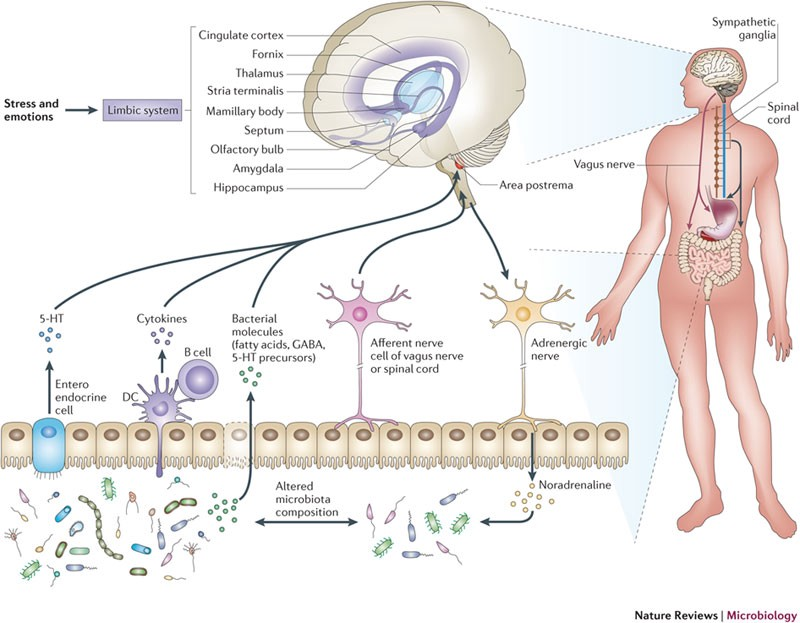 Stress and
emotions
Limbic system
Cingulate cortex
Fornix
Thalamus
Stria terminalis
Mamillary body
Septum
Olfactory bulb
Amygdala
Hippocampus
Area postrema
Sympathetic
ganglia
Spinal
cord
Vagus nerve
5-HT
Cytokines
Bacterial
molecules
(fatty acids, GABA,
5-HT precursors)
Afferent nerve
cell of vagus nerve
or spinal cord
Adrenergic
nerve
B cell
DC
Entero
endocrine
cell
Altered
microbiota
composition
Noradrenaline
Nature Reviews | Microbiology